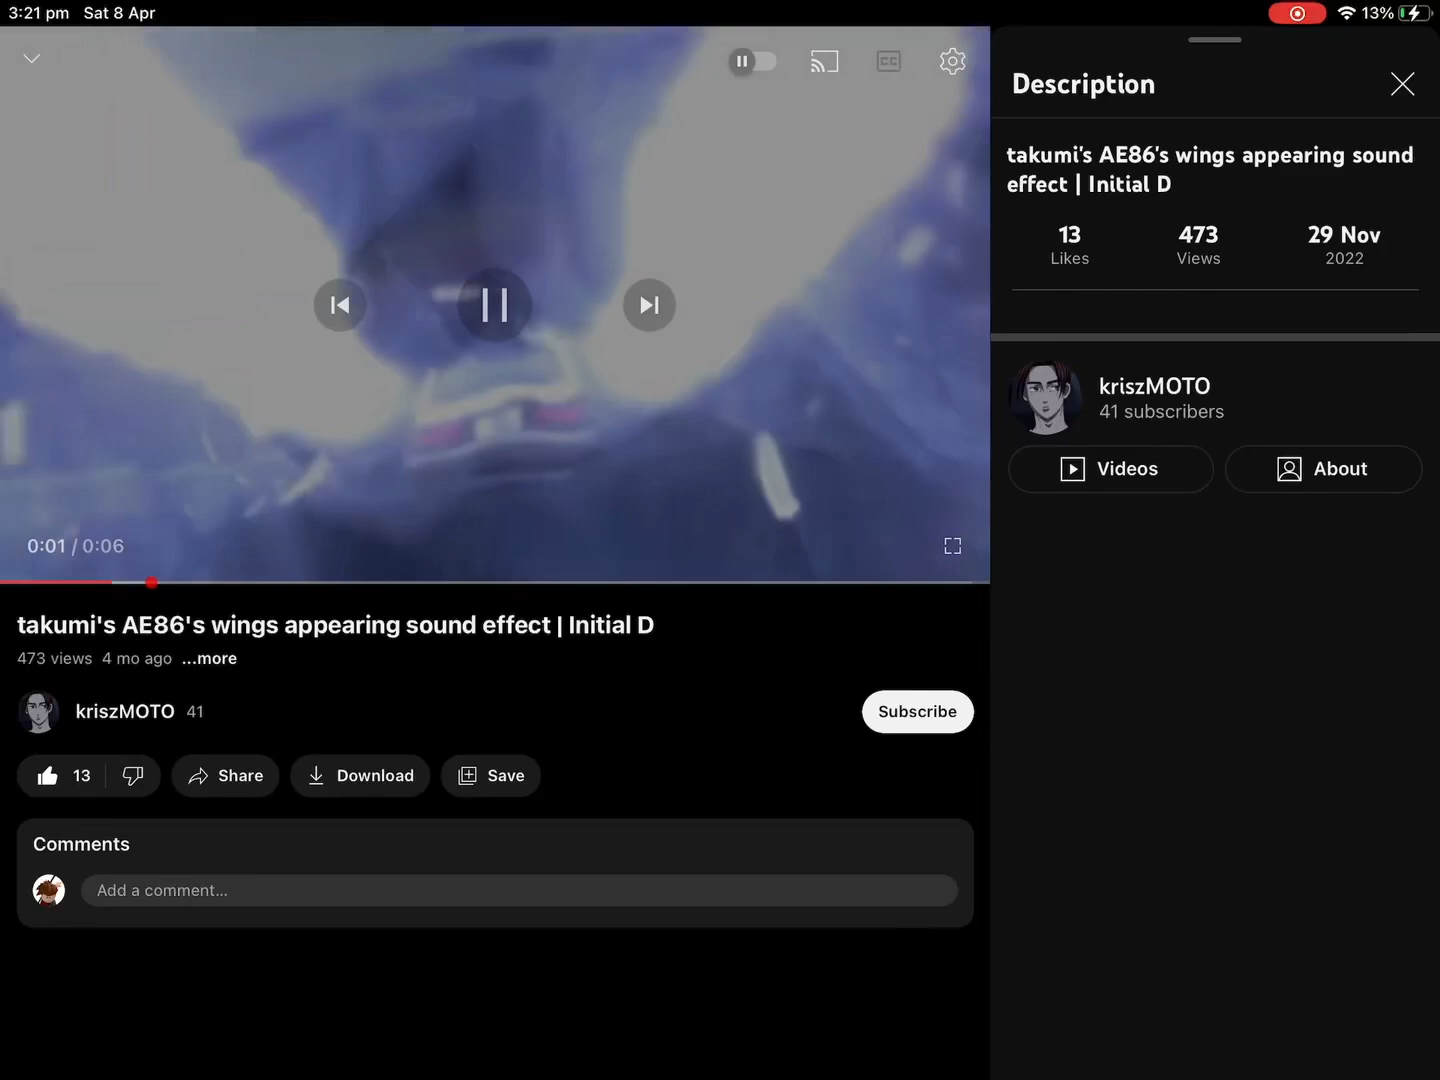 3:21 pm Sat 8 Apr
13%
CC
0:01 / 0:06
takumi's AE86's wings appearing sound effect | Initial D
473 views 4 mo ago ...more
kriszMOTO 41
Subscribe
13
Share
Download
Save
Comments
Add a comment...
Description
takumi's AE86's wings appearing sound
effect | Initial D
13 473 29 Nov
Likes Views 2022
kriszMOTO
41 subscribers
Videos
About